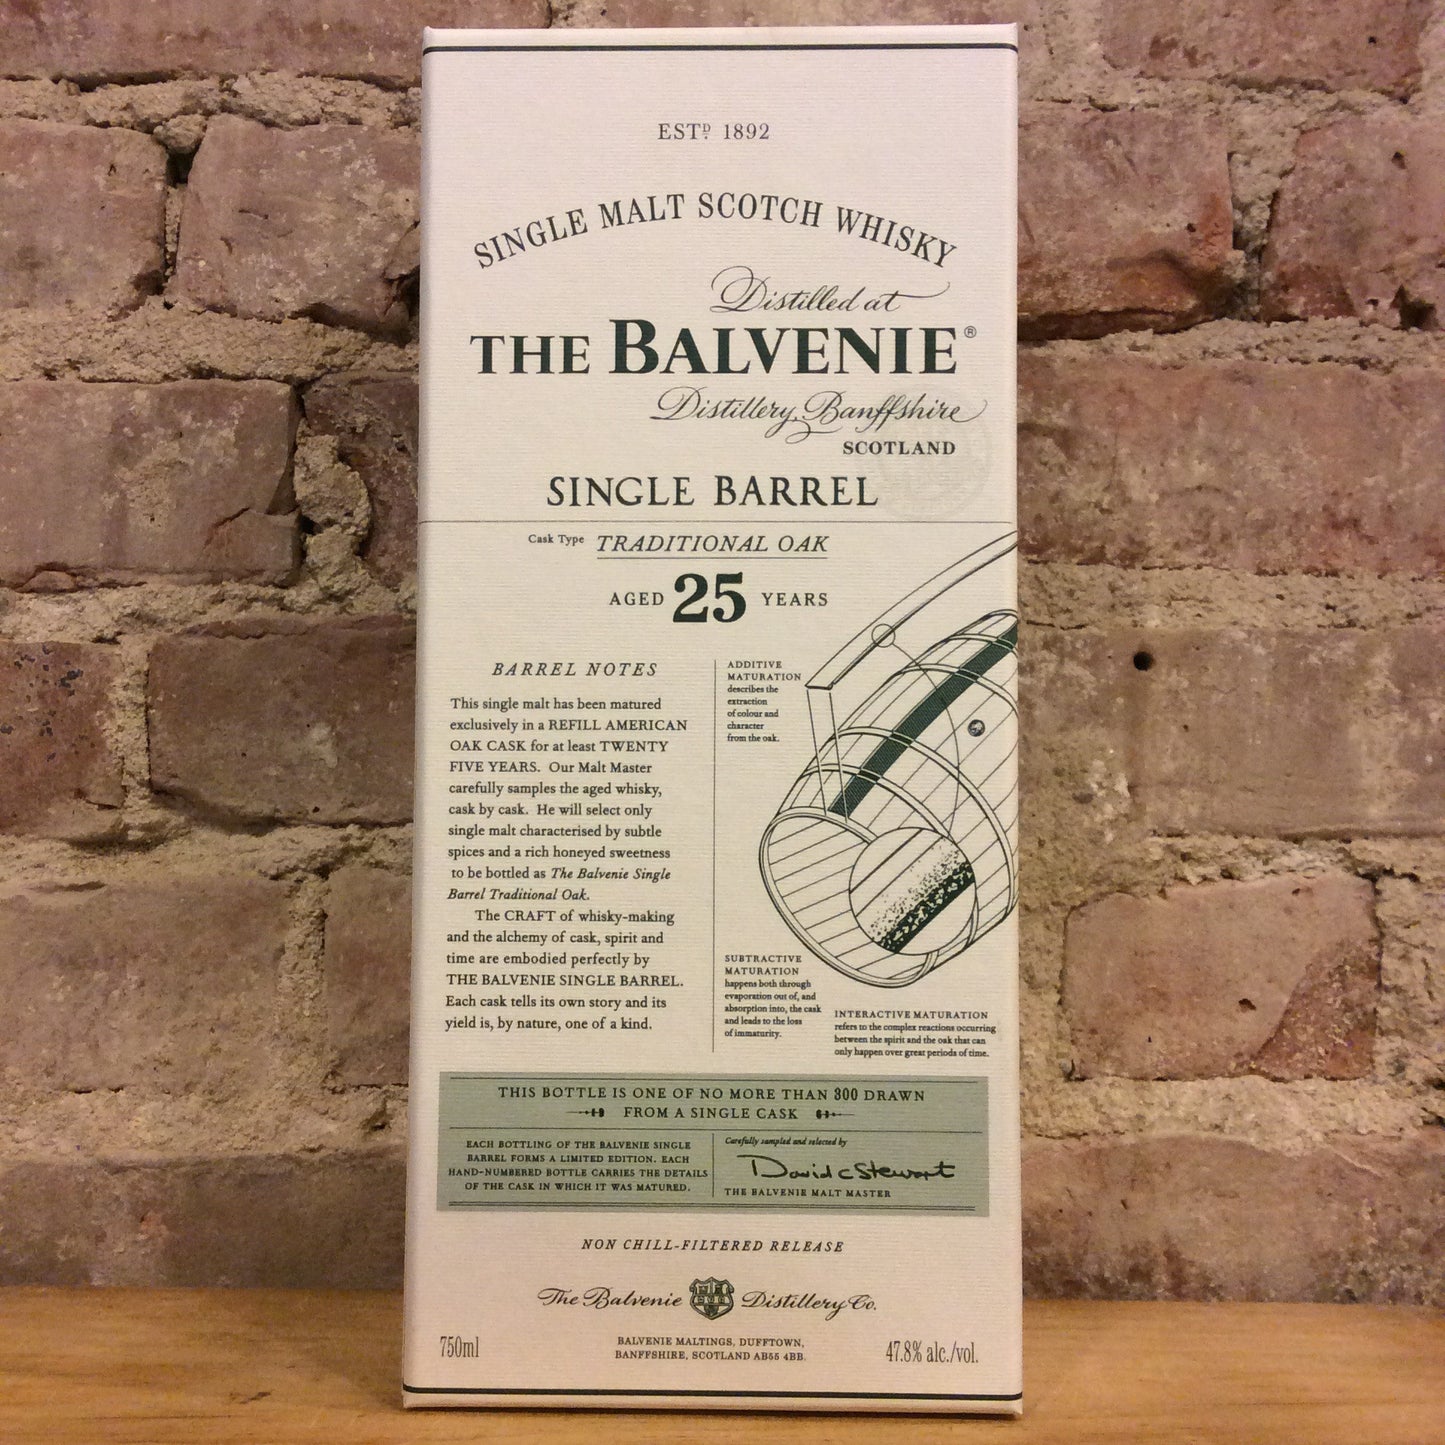 ESTD. 1892
SINGLE MALT SCOTCH WHISKY
Distilled at
THE BALVENIE®
Distillery, Banffshire
SCOTLAND
SINGLE BARREL
Cask Type TRADITIONAL OAK
AGED 25 YEARS
BARREL NOTES
This single malt has been matured
exclusively in a REFILL AMERICAN
OAK CASK for at least TWENTY
FIVE YEARS. Our Malt Master
carefully samples the aged whisky,
cask by cask. He will select only
single malt characterised by subtle
spices and a rich honeyed sweetness
to be bottled as The Balvenie Single
Barrel Traditional Oak.
The CRAFT of whisky-making
and the alchemy of cask, spirit and
time are embodied perfectly by
THE BALVENIE SINGLE BARREL.
Each cask tells its own story and its
yield is, by nature, one of a kind.
ADDITIVE
MATURATION
describes the
extraction
of colour and
character
from the oak.
SUBTRACTIVE
MATURATION
happens both through
evaporation out of, and
absorption into, the cask
and leads to the loss
of immaturity.
INTERACTIVE MATURATION
refers to the complex reactions occurring
between the spirit and the oak that can
only happen over great periods of time.
THIS BOTTLE IS ONE OF NO MORE THAN 300 DRAWN
FROM A SINGLE CASK
EACH BOTTLING OF THE BALVENIE SINGLE
BARREL FORMS A LIMITED EDITION. EACH
HAND-NUMBERED BOTTLE CARRIES THE DETAILS
OF THE CASK IN WHICH IT WAS MATURED.
Carefully sampled and selected by
David C Stewart
THE BALVENIE MALT MASTER
NON CHILL-FILTERED RELEASE
The Balvenie Distillery Co.
750ml
BALVENIE MALTINGS, DUFFTOWN,
BANFFSHIRE, SCOTLAND AB55 4BB.
47.8% alc./vol.